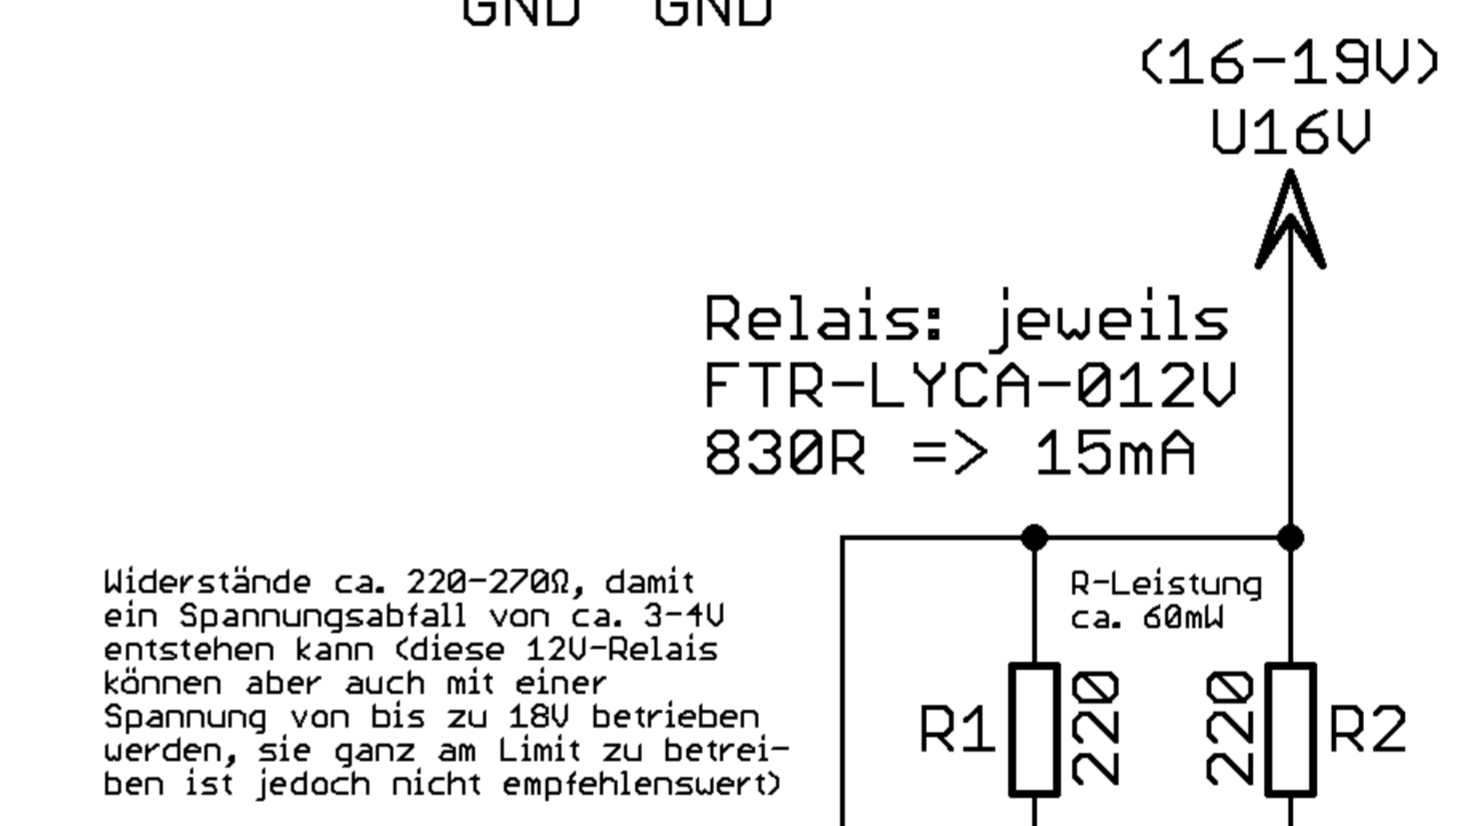 GND GND
(16-19V)
U16V
Relais: jeweils
FTR-LYCA-012V
830R => 15mA
Widerstände ca. 220-270Ω, damit
ein Spannungsabfall von ca. 3-4V
entstehen kann (diese 12V-Relais
können aber auch mit einer
Spannung von bis zu 18V betrieben
werden, sie ganz am Limit zu betrei-
ben ist jedoch nicht empfehlenswert)
R-Leistung
ca. 60mW
R1
220
220
R2